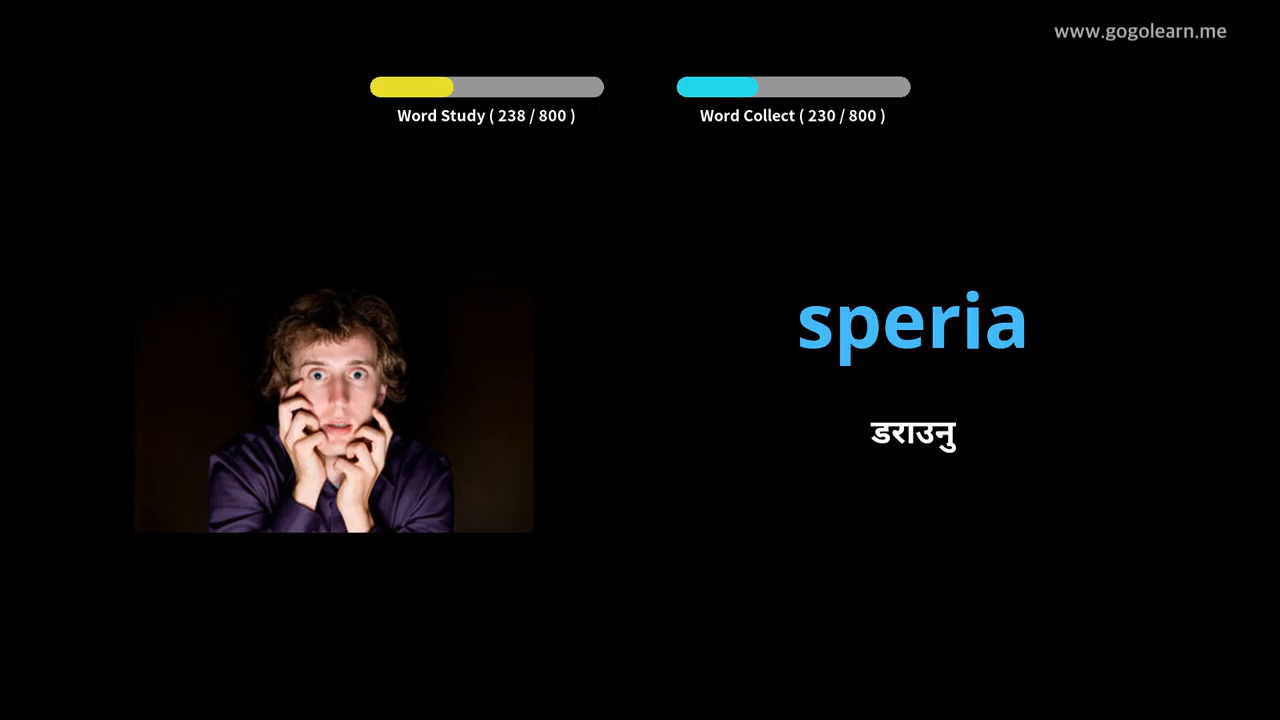 www.gogolearn.me
Word Study ( 238 / 800 )
Word Collect ( 230 / 800 )
speria
डराउनु